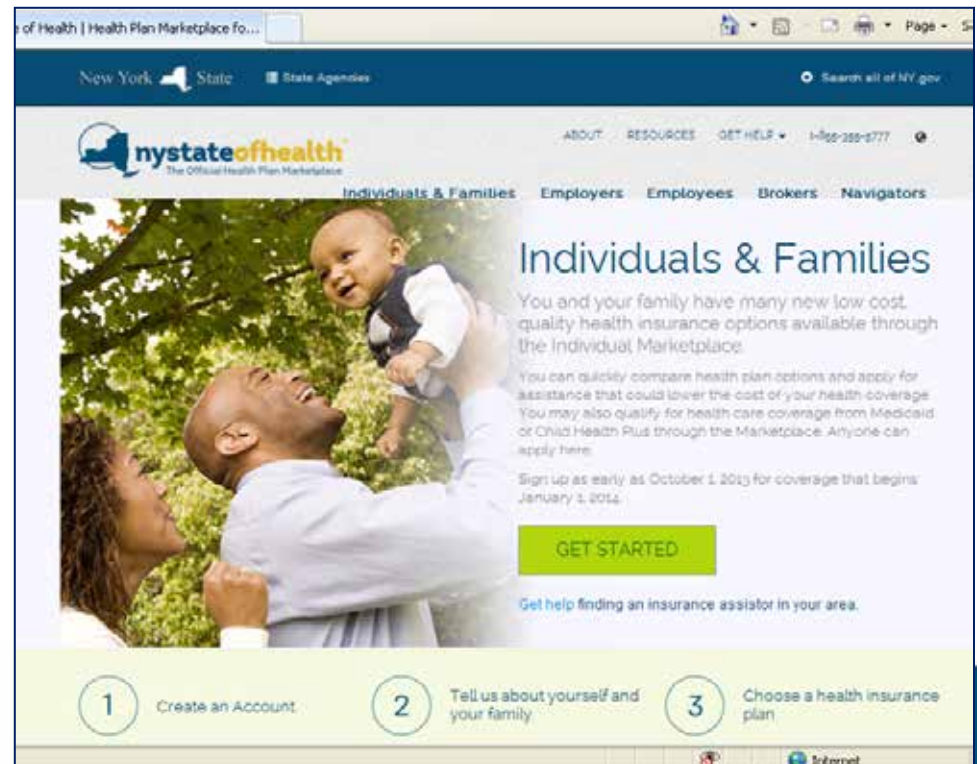 e of Health | Health Plan Marketplace fo...
Page
New York State
State Agencies
Search all of NY.gov
ABOUT RESOURCES GET HELP
nystateofhealth
The Official Health Plan Marketplace
Individuals & Families Employers Employees Brokers Navigators
Individuals & Families
You and your family have many new low cost,
quality health insurance options available through
the Individual Marketplace.
You can quickly compare health plan options and apply for
assistance that could lower the cost of your health coverage.
You may also qualify for health care coverage from Medicaid
or Child Health Plus through the Marketplace. Anyone can
apply here.
Sign up as early as October 1, 2013 for coverage that begins
January 1, 2014.
GET STARTED
Get help finding an insurance assistor in your area.
1 Create an Account
2 Tell us about yourself and
your family
3 Choose a health insurance
plan
Internet